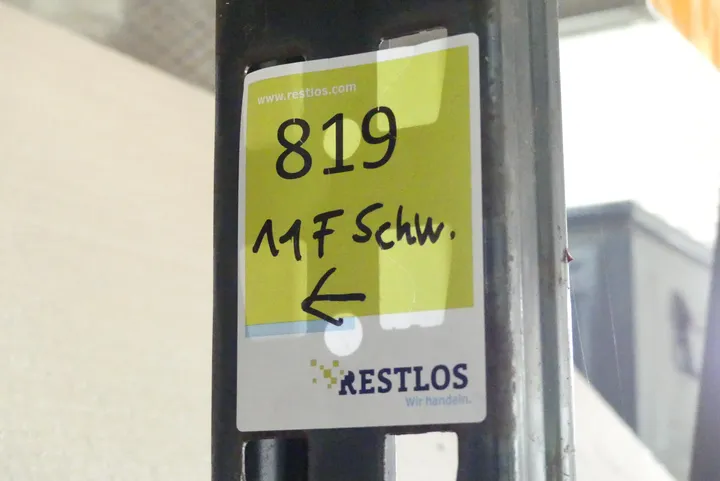 www.restlos.com
819
11F Schw.
←
RESTLOS
Wir handeln.